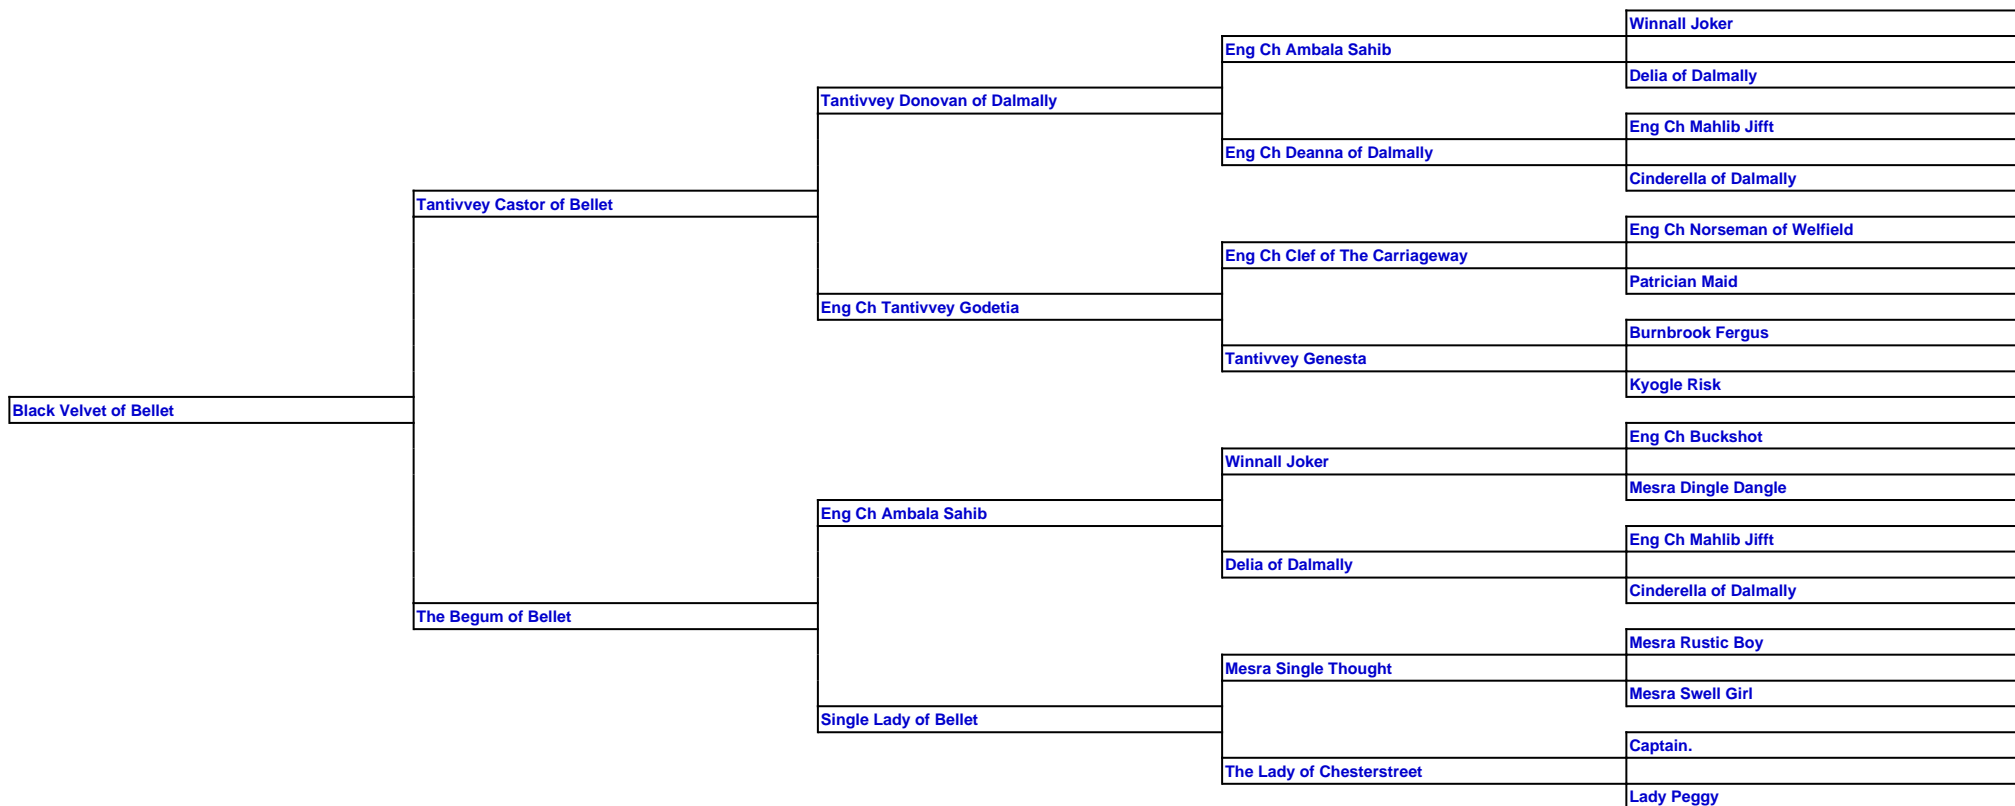 Winnall Joker
Eng Ch Ambala Sahib
Delia of Dalmally
Tantivvey Donovan of Dalmally
Eng Ch Mahlib Jifft
Eng Ch Deanna of Dalmally
Cinderella of Dalmally
Tantivvey Castor of Bellet
Eng Ch Norseman of Welfield
Eng Ch Clef of The Carriageway
Patrician Maid
Eng Ch Tantivvey Godetia
Burnbrook Fergus
Tantivvey Genesta
Kyogle Risk
Black Velvet of Bellet
Eng Ch Buckshot
Winnall Joker
Mesra Dingle Dangle
Eng Ch Ambala Sahib
Eng Ch Mahlib Jifft
Delia of Dalmally
Cinderella of Dalmally
The Begum of Bellet
Mesra Rustic Boy
Mesra Single Thought
Mesra Swell Girl
Single Lady of Bellet
Captain.
The Lady of Chesterstreet
Lady Peggy